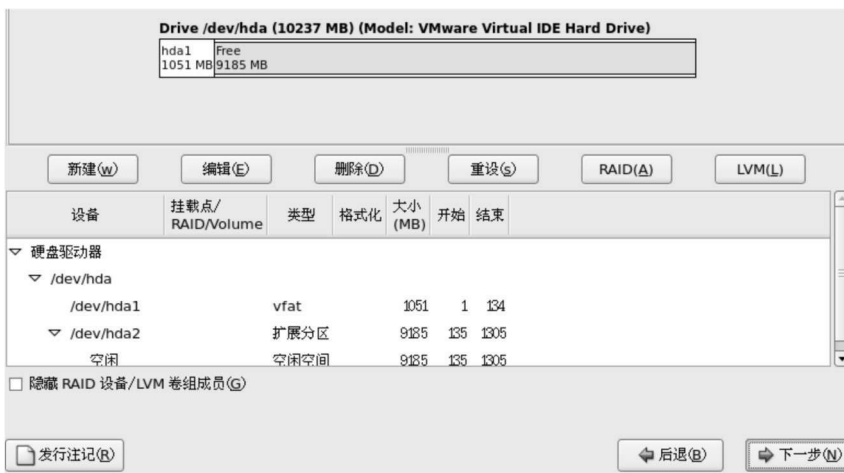 Drive /dev/hda (10237 MB) (Model: VMware Virtual IDE Hard Drive)
hda1 Free
1051 MB 9185 MB
新建(w) 编辑(E) 删除(D) 重设(s) RAID(A) LVM(L)
设备 挂载点/RAID/Volume 类型 格式化 大小(MB) 开始 结束
硬盘驱动器
/dev/hda
/dev/hda1 vfat 1051 1 134
/dev/hda2 扩展分区 9185 135 1305
空闲 空闲空间 9185 135 1305
隐藏 RAID 设备/LVM 卷组成员(G)
发行注记(R) 后退(B) 下一步(N)